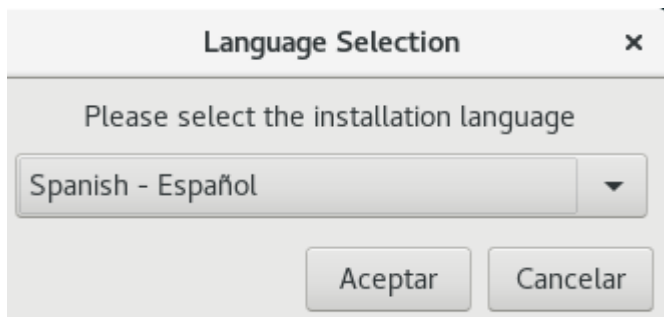 Language Selection
Please select the installation language
Spanish - Español
Aceptar Cancelar